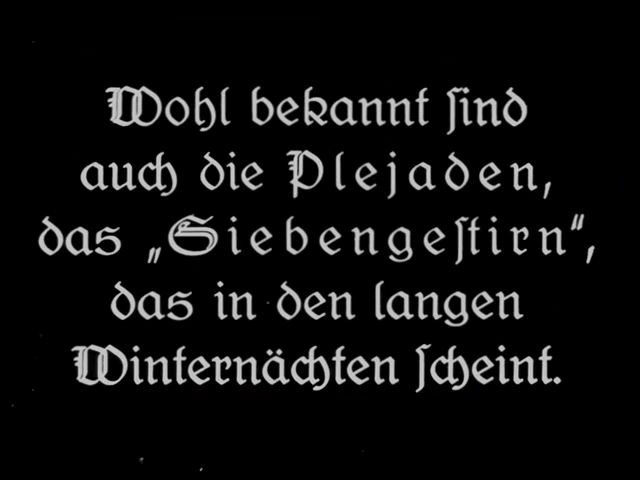 Wohl bekannt ſind
auch die Plejaden,
das „Siebengeſtirn“,
das in den langen
Winternächten ſcheint.